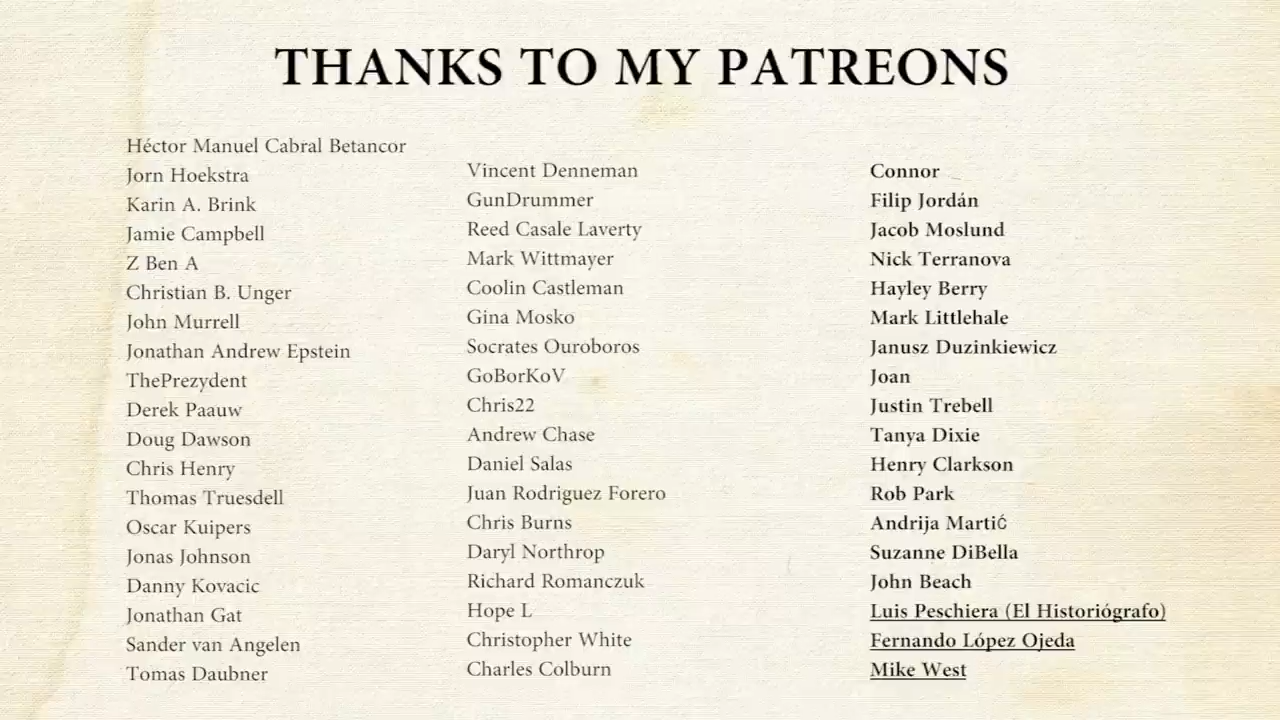 THANKS TO MY PATREONS
Héctor Manuel Cabral Betancor
Jorn Hoekstra
Karin A. Brink
Jamie Campbell
Z Ben A
Christian B. Unger
John Murrell
Jonathan Andrew Epstein
ThePrezydent
Derek Paauw
Doug Dawson
Chris Henry
Thomas Truesdell
Oscar Kuipers
Jonas Johnson
Danny Kovacic
Jonathan Gat
Sander van Angelen
Tomas Daubner
Vincent Denneman
GunDrummer
Reed Casale Laverty
Mark Wittmayer
Coolin Castleman
Gina Mosko
Socrates Ouroboros
GoBorKoV
Chris22
Andrew Chase
Daniel Salas
Juan Rodriguez Forero
Chris Burns
Daryl Northrop
Richard Romanczuk
Hope L
Christopher White
Charles Colburn
Connor
Filip Jordán
Jacob Moslund
Nick Terranova
Hayley Berry
Mark Littlehale
Janusz Duzinkiewicz
Joan
Justin Trebell
Tanya Dixie
Henry Clarkson
Rob Park
Andrija Martić
Suzanne DiBella
John Beach
Luis Peschiera (El Historiógrafo)
Fernando López Ojeda
Mike West